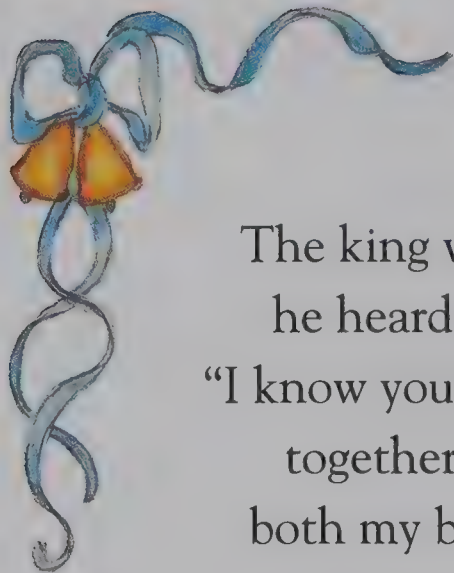 The king
he heard
“I know you
together
both my b